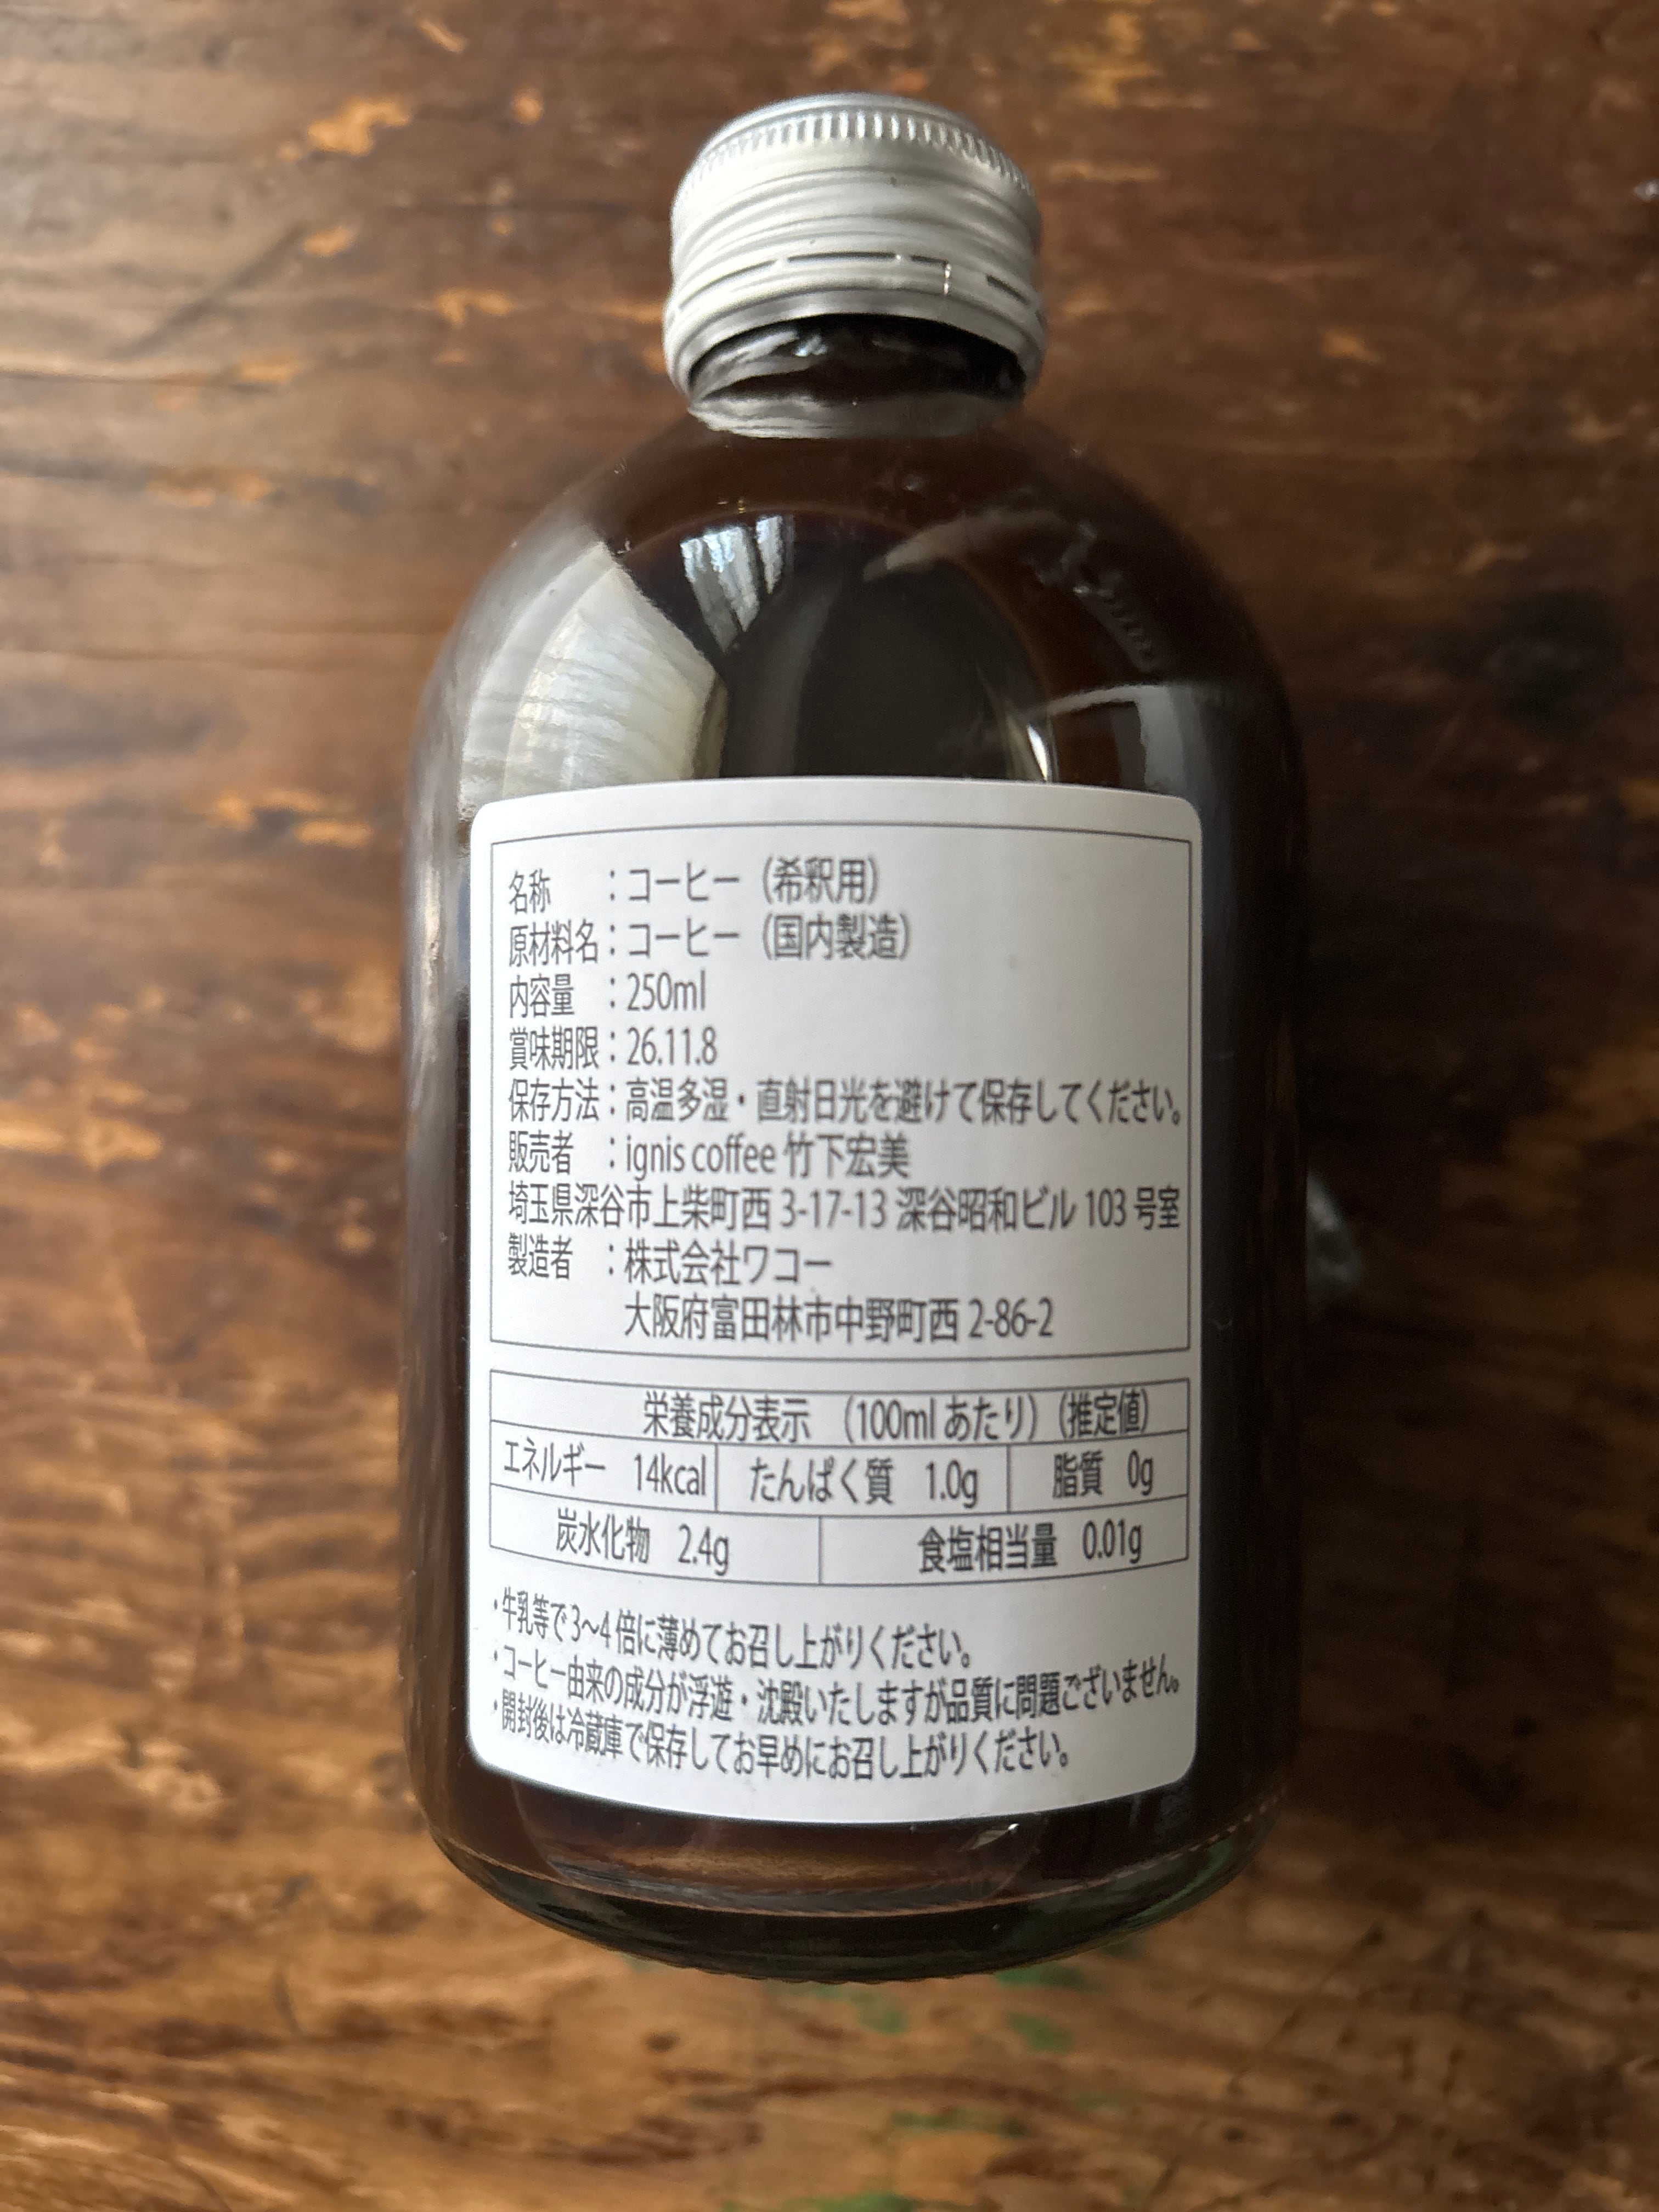 名称　：コーヒー（希釈用）
原材料名：コーヒー（国内製造）
内容量　：250ml
賞味期限：26.11.8
保存方法：高温多湿・直射日光を避けて保存してください。
販売者　：ignis coffee 竹下宏美
埼玉県深谷市上柴町西 3-17-13 深谷昭和ビル 103 号室
製造者　：株式会社ワコー
大阪府富田林市中野町西 2-86-2
栄養成分表示　（100ml あたり）（推定値）
エネルギー　14kcal　たんぱく質　1.0g　脂質　0g
炭水化物　2.4g　食塩相当量　0.01g
・牛乳等で 3～4 倍に薄めてお召し上がりください。
・コーヒー由来の成分が浮遊・沈殿いたしますが品質に問題ございません。
・開封後は冷蔵庫で保存してお早めにお召し上がりください。